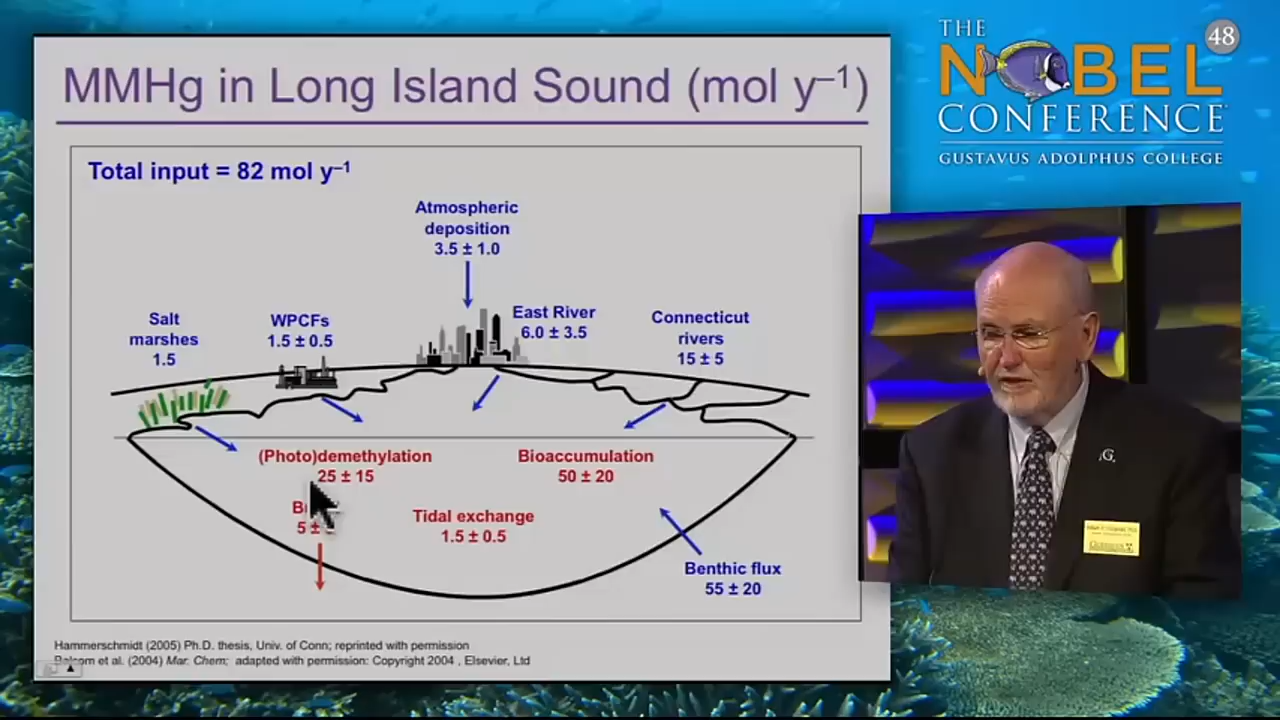 MMHg in Long Island Sound (mol y–1)
Total input = 82 mol y–1
Atmospheric
deposition
3.5 ± 1.0
Salt
marshes
1.5
WPCFs
1.5 ± 0.5
East River
6.0 ± 3.5
Connecticut
rivers
15 ± 5
(Photo)demethylation
25 ± 15
Bioaccumulation
50 ± 20
5 ±
Tidal exchange
1.5 ± 0.5
Benthic flux
55 ± 20
Hammerschmidt (2005) Ph.D. thesis, Univ. of Conn; reprinted with permission
et al. (2004) Mar. Chem; adapted with permission: Copyright 2004 , Elsevier, Ltd
THE
NOBEL
CONFERENCE
GUSTAVUS ADOLPHUS COLLEGE
48
G